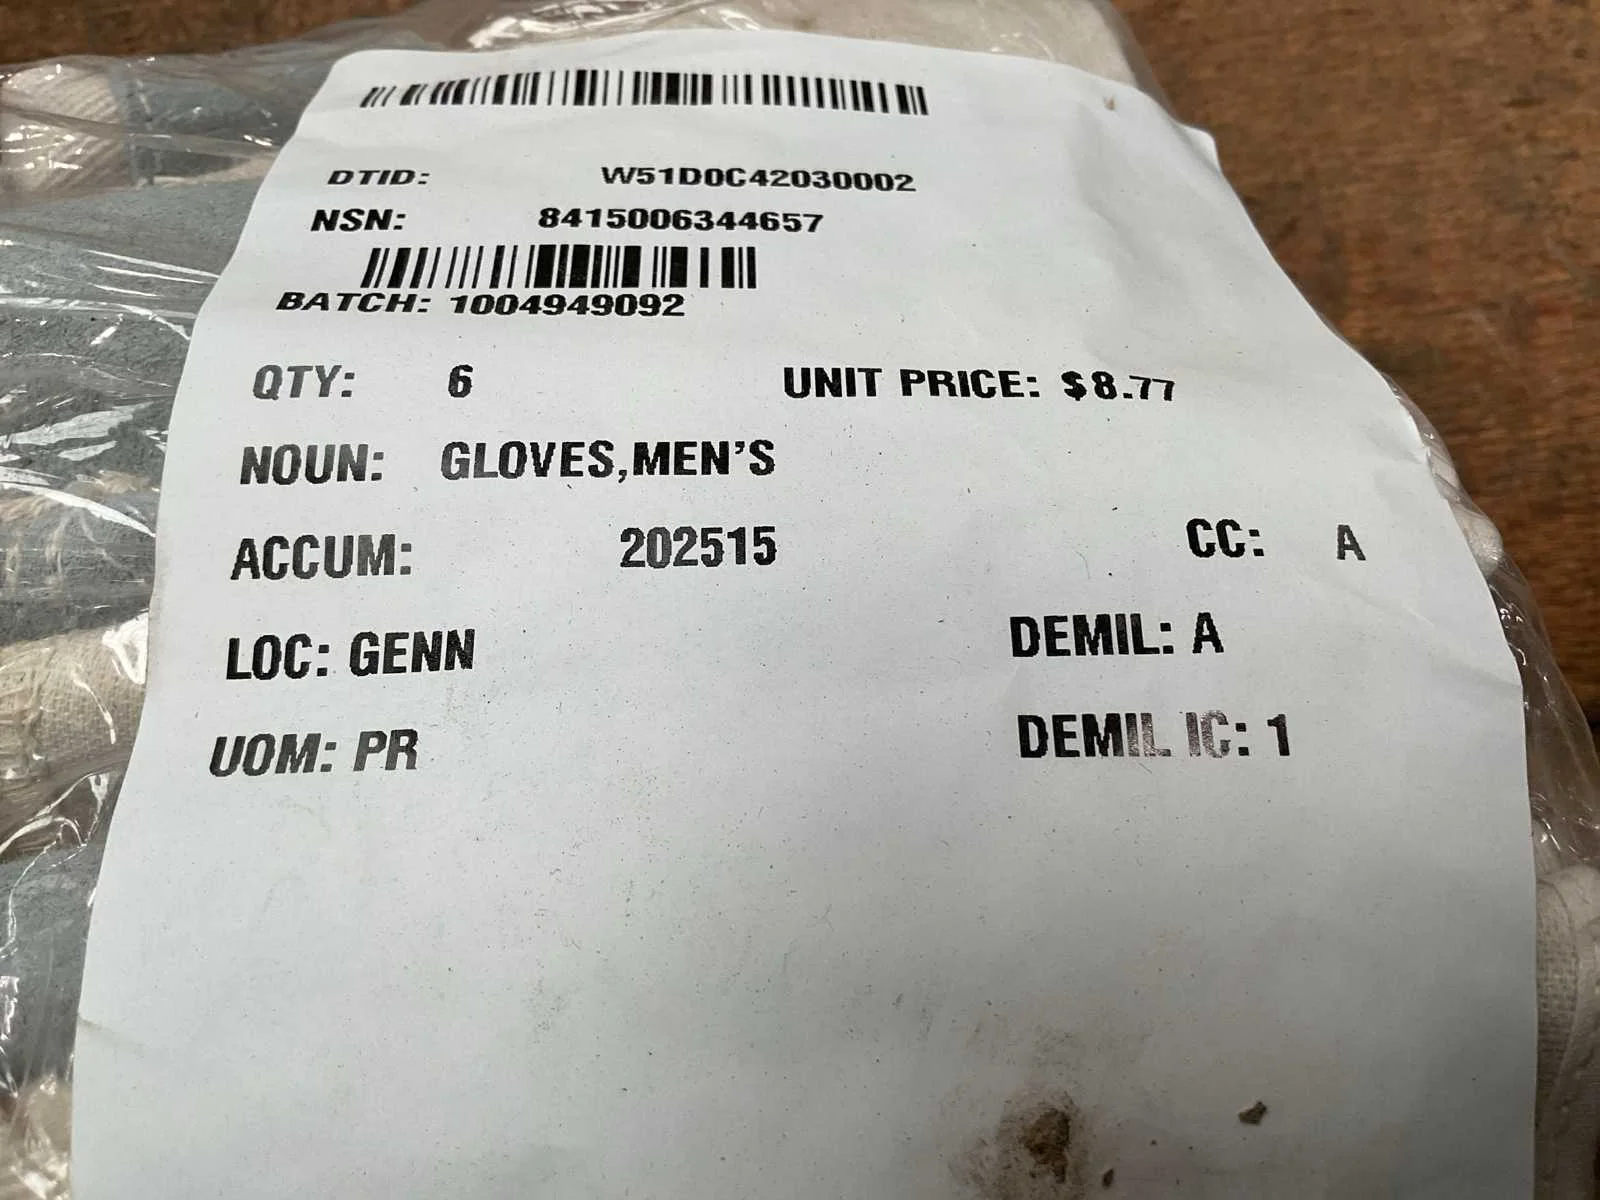 DTID: W51D0C42030002
NSN: 8415006344657
BATCH: 1004949092
QTY: 6 UNIT PRICE: $8.77
NOUN: GLOVES,MEN'S
ACCUM: 202515 CC: A
LOC: GENN DEMIL: A
UOM: PR DEMIL IC: 1